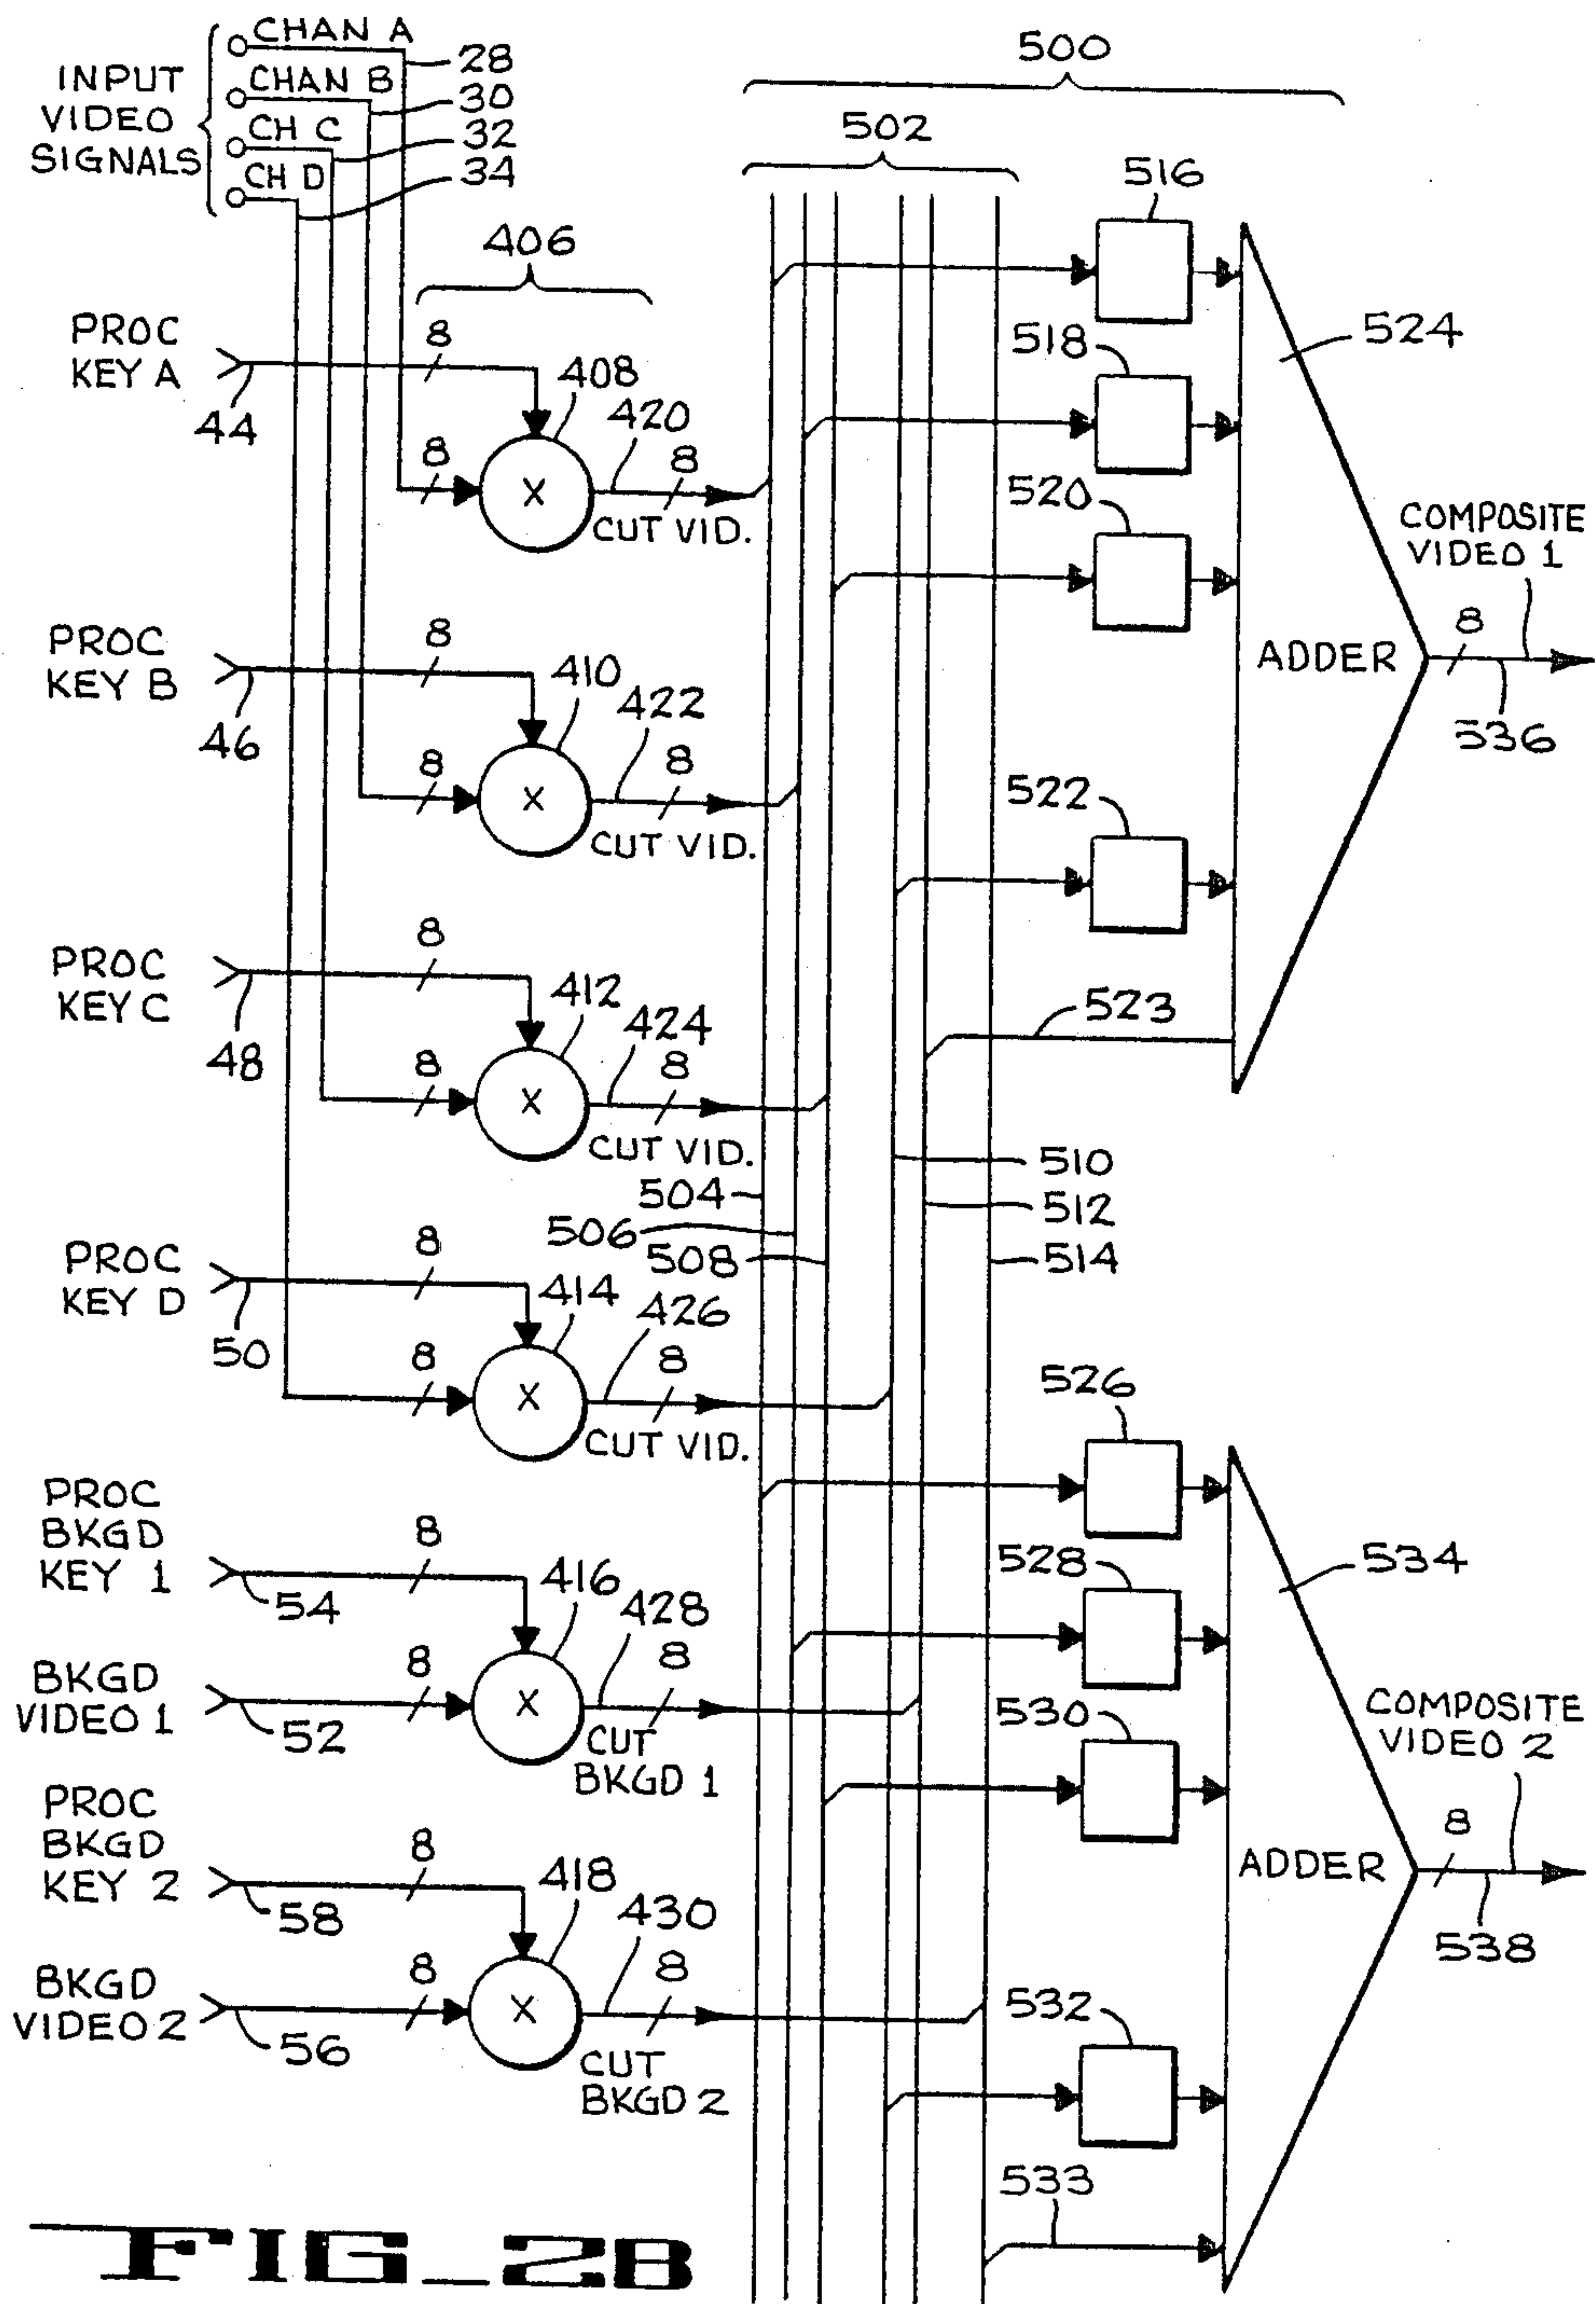 CHAN A
28
500
INPUT
VIDEO
SIGNALS
CHAN B
30
CH C
32
502
CH D
34
516
406
PROC
KEY A
8
518
524
408
44
420
8
8
X
520
CUT VID.
COMPOSITE
VIDEO 1
PROC
KEY B
8
410
8
ADDER
46
422
536
8
8
X
522
CUT VID.
PROC
KEY C
8
412
523
48
424
8
8
X
CUT VID.
510
504
512
506
508
514
PROC
KEY D
8
414
50
426
8
8
X
526
CUT VID.
PROC
BKGD
KEY 1
8
528
534
416
54
428
8
8
BKGD
VIDEO 1
X
530
COMPOSITE
VIDEO 2
52
CUT
BKGD 1
PROC
BKGD
KEY 2
8
8
418
ADDER
58
430
538
8
8
BKGD
VIDEO 2
X
532
56
CUT
BKGD 2
533
FIG_2B